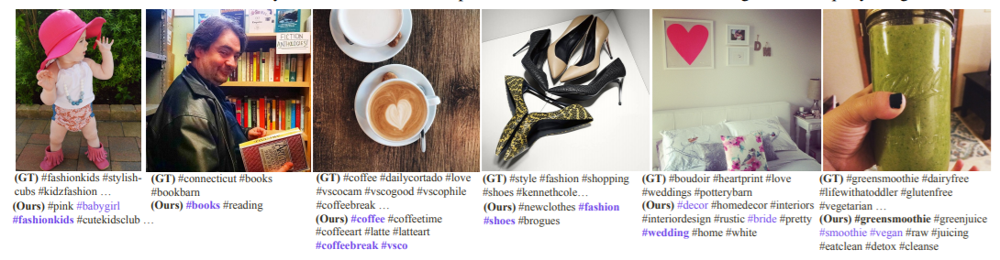 FICTION
ANTHOLOGIES!
(GT) #fashionkids #stylish-
cubs #kidzfashion …
(Ours) #pink #babygirl
#fashionkids #cutekidsclub …
(GT) #connecticut #books
#bookbarn
(Ours) #books #reading
(GT) #coffee #dailycortado #love
#vscocam #vscogood #vscophile
#coffeebreak …
(Ours) #coffee #coffeetime
#coffeeart #latte #latteart
#coffeebreak #vsco
(GT) #style #fashion #shopping
#shoes #kennethcole…
(Ours) #newclothes #fashion
#shoes #brogues
(GT) #boudoir #heartprint #love
#weddings #potterybarn
(Ours) #decor #homedecor #interiors
#interiordesign #rustic #bride #pretty
#wedding #home #white
(GT) #greensmoothie #dairyfree
#lifewithatoddler #glutenfree
#vegetarian …
(Ours) #greensmoothie #greenjuice
#smoothie #vegan #raw #juicing
#eatclean #detox #cleanse